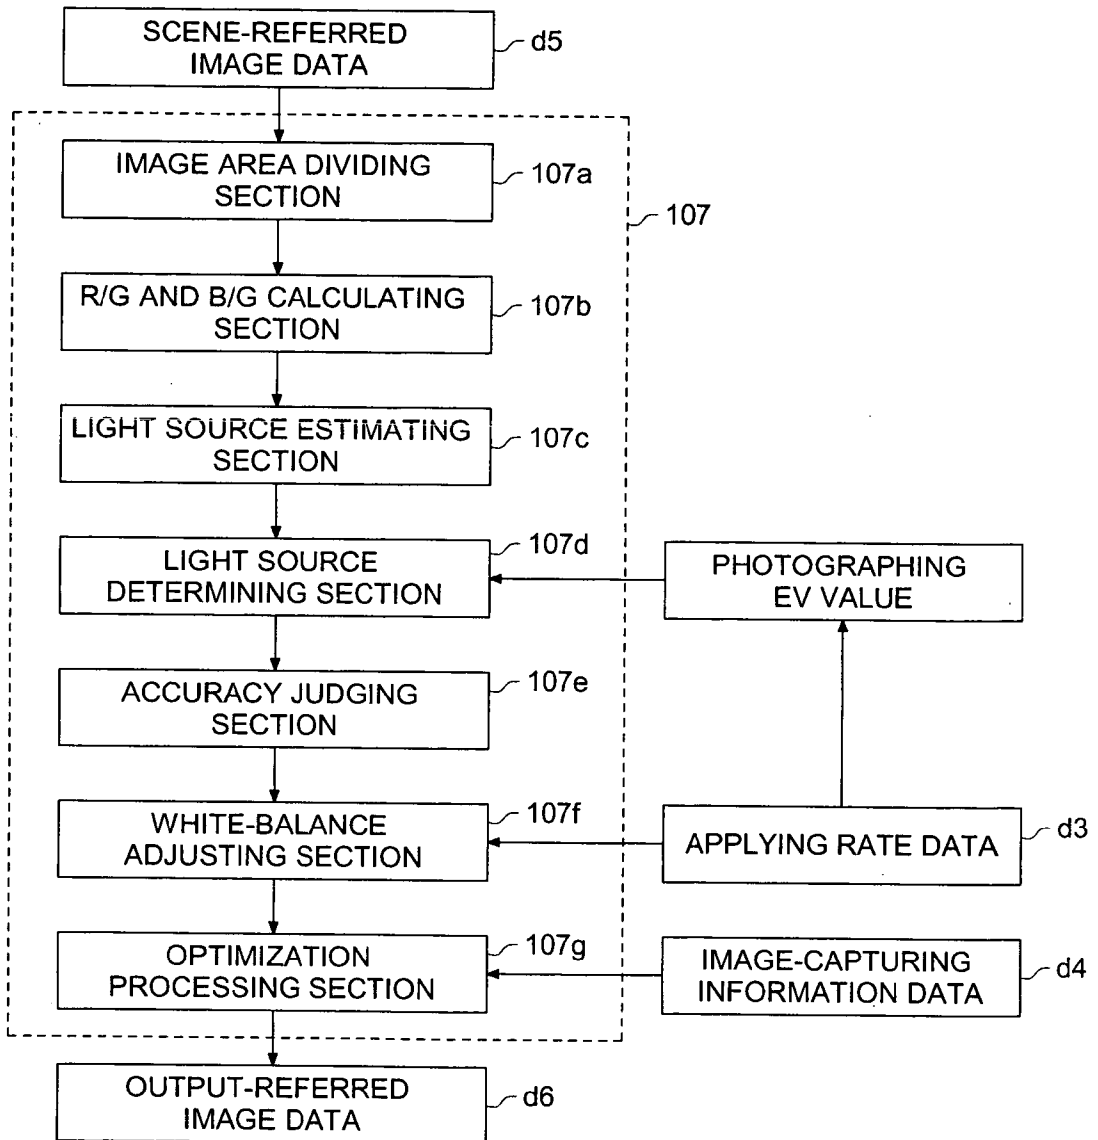 SCENE-REFERRED
IMAGE DATA
d5
IMAGE AREA DIVIDING
SECTION
107a
107
R/G AND B/G CALCULATING
SECTION
107b
LIGHT SOURCE ESTIMATING
SECTION
107c
LIGHT SOURCE
DETERMINING SECTION
107d
PHOTOGRAPHING
EV VALUE
ACCURACY JUDGING
SECTION
107e
WHITE-BALANCE
ADJUSTING SECTION
107f
APPLYING RATE DATA
d3
OPTIMIZATION
PROCESSING SECTION
107g
IMAGE-CAPTURING
INFORMATION DATA
d4
OUTPUT-REFERRED
IMAGE DATA
d6